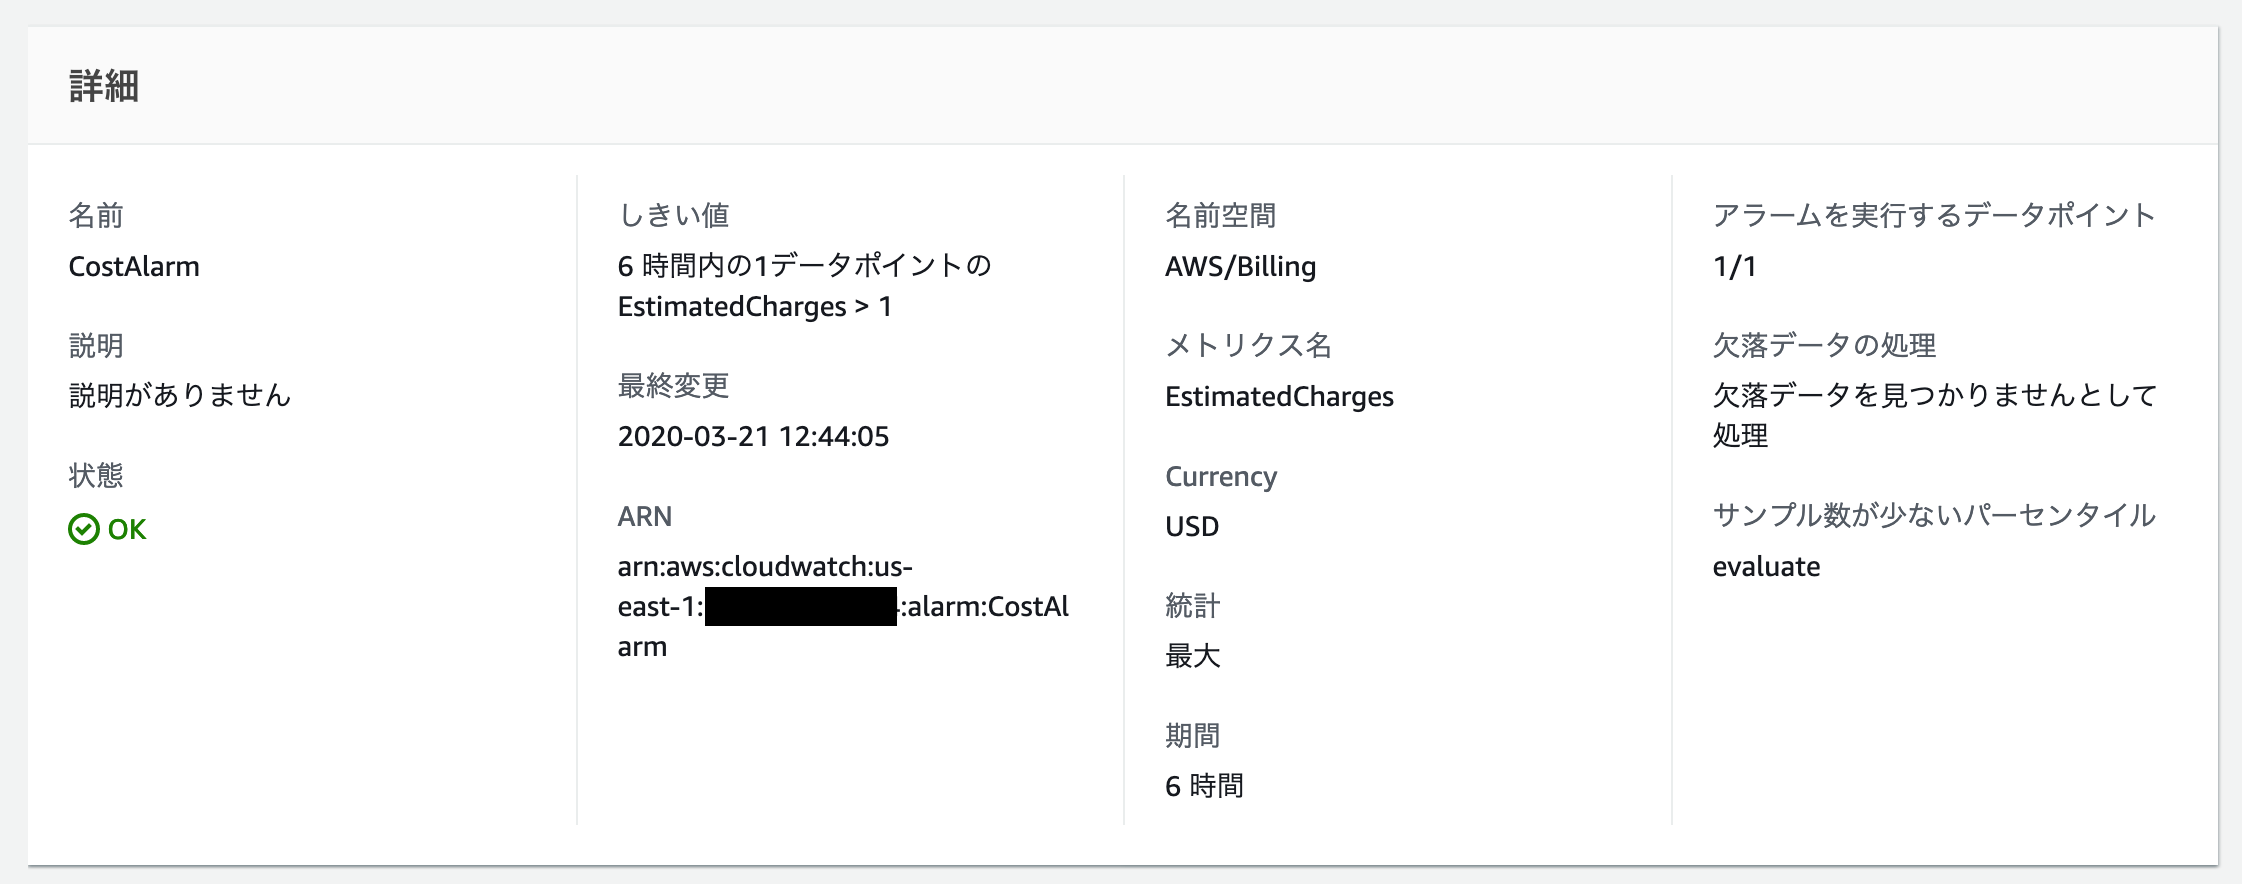 詳細
名前
CostAlarm
説明
説明がありません
状態
OK
しきい値
6 時間内の1データポイントの
EstimatedCharges > 1
最終変更
2020-03-21 12:44:05
ARN
arn:aws:cloudwatch:us-
east-1: :alarm:CostAl
arm
名前空間
AWS/Billing
メトリクス名
EstimatedCharges
Currency
USD
統計
最大
期間
6 時間
アラームを実行するデータポイント
1/1
欠落データの処理
欠落データを見つかりませんとして
処理
サンプル数が少ないパーセンタイル
evaluate